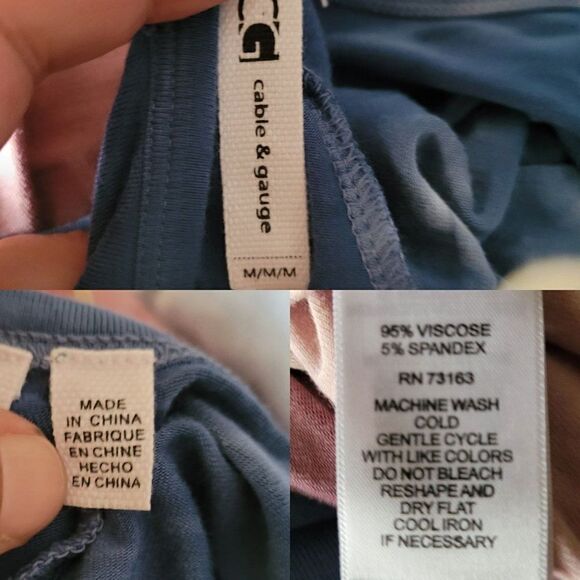 CG
cable & gauge
M/M/M
MADE
IN CHINA
FABRIQUE
EN CHINE
HECHO
EN CHINA
95% VISCOSE
5% SPANDEX
RN 73163
MACHINE WASH
COLD
GENTLE CYCLE
WITH LIKE COLORS
DO NOT BLEACH
RESHAPE AND
DRY FLAT
COOL IRON
IF NECESSARY